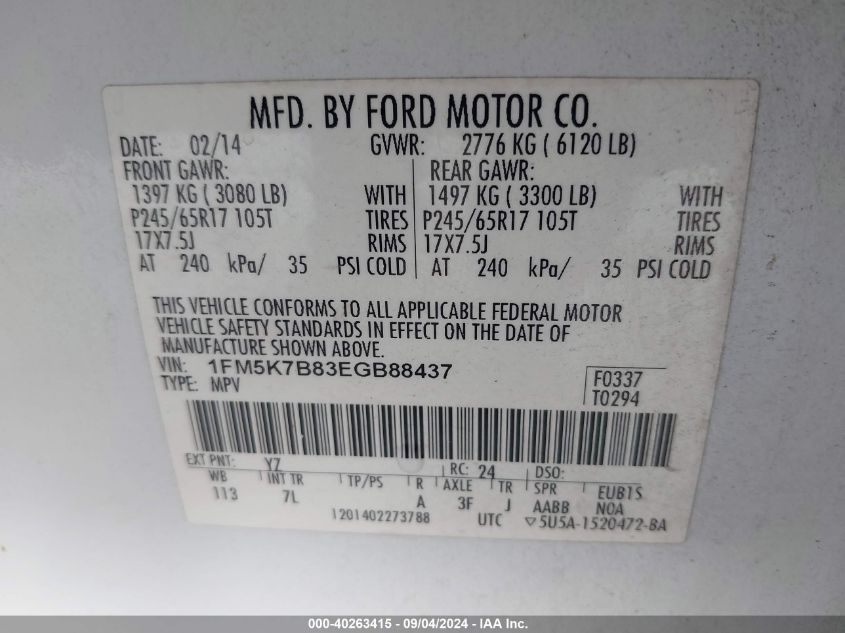 MFD. BY FORD MOTOR CO.
DATE: 02/14 GVWR: 2776 KG ( 6120 LB)
FRONT GAWR: REAR GAWR:
1397 KG ( 3080 LB) WITH 1497 KG ( 3300 LB) WITH
P245/65R17 105T TIRES P245/65R17 105T TIRES
17X7.5J RIMS 17X7.5J RIMS
AT 240 kPa/ 35 PSI COLD AT 240 kPa/ 35 PSI COLD
THIS VEHICLE CONFORMS TO ALL APPLICABLE FEDERAL MOTOR
VEHICLE SAFETY STANDARDS IN EFFECT ON THE DATE OF
MANUFACTURE SHOWN ABOVE.
VIN: 1FM5K7B83EGB88437
TYPE: MPV F0337
T0294
EXT PNT: YZ RC: 24 DSO:
WB INT TR TP/PS R AXLE TR SPR EUB1S
113 7L A 3F J AABB NOA
1201402273788 UTC ▽5U5A-1520472-BA
000-40263415 - 09/04/2024 - IAA Inc.